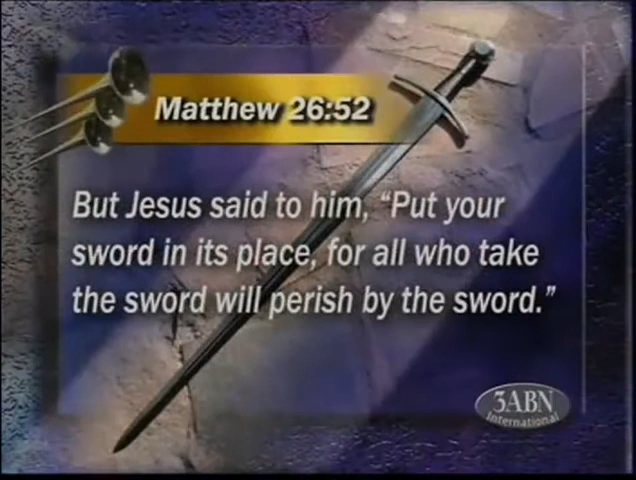 Matthew 26:52
But Jesus said to him, “Put your
sword in its place, for all who take
the sword will perish by the sword.”
3ABN
International